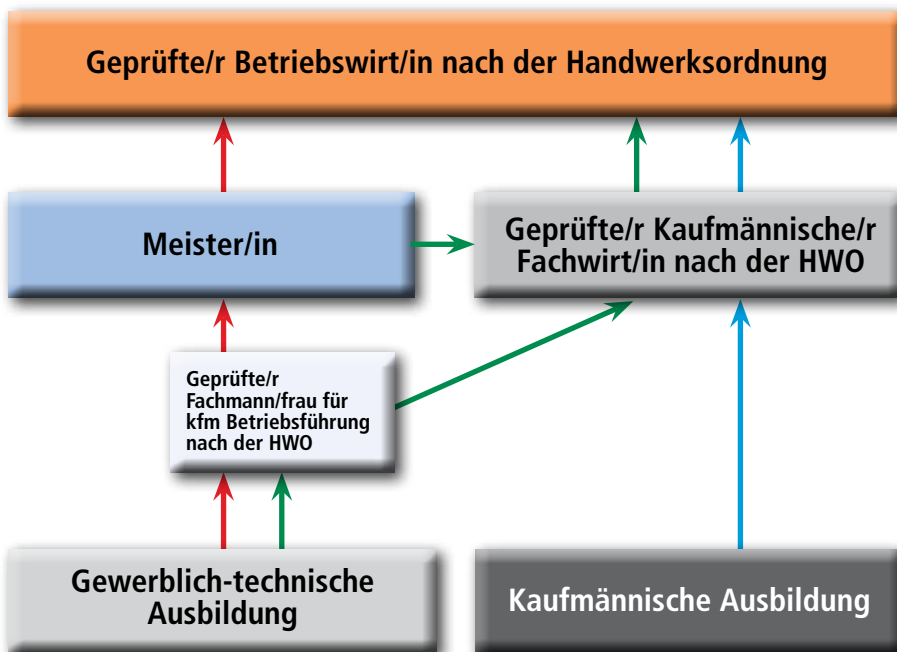 Geprüfte/r Betriebswirt/in nach der Handwerksordnung
Meister/in
Geprüfte/r Kaufmännische/r
Fachwirt/in nach der HWO
Geprüfte/r
Fachmann/frau für
kfm Betriebsführung
nach der HWO
Gewerblich-technische
Ausbildung
Kaufmännische Ausbildung